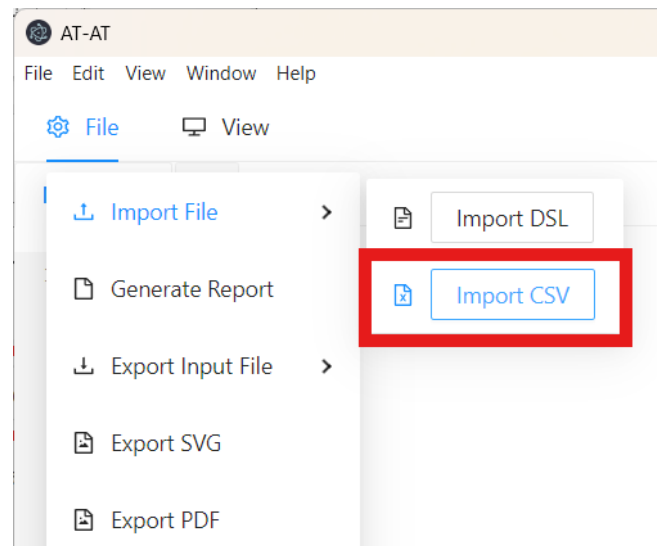 AT-AT
File Edit View Window Help
File View
Import File
Import DSL
Import CSV
Generate Report
Export Input File
Export SVG
Export PDF